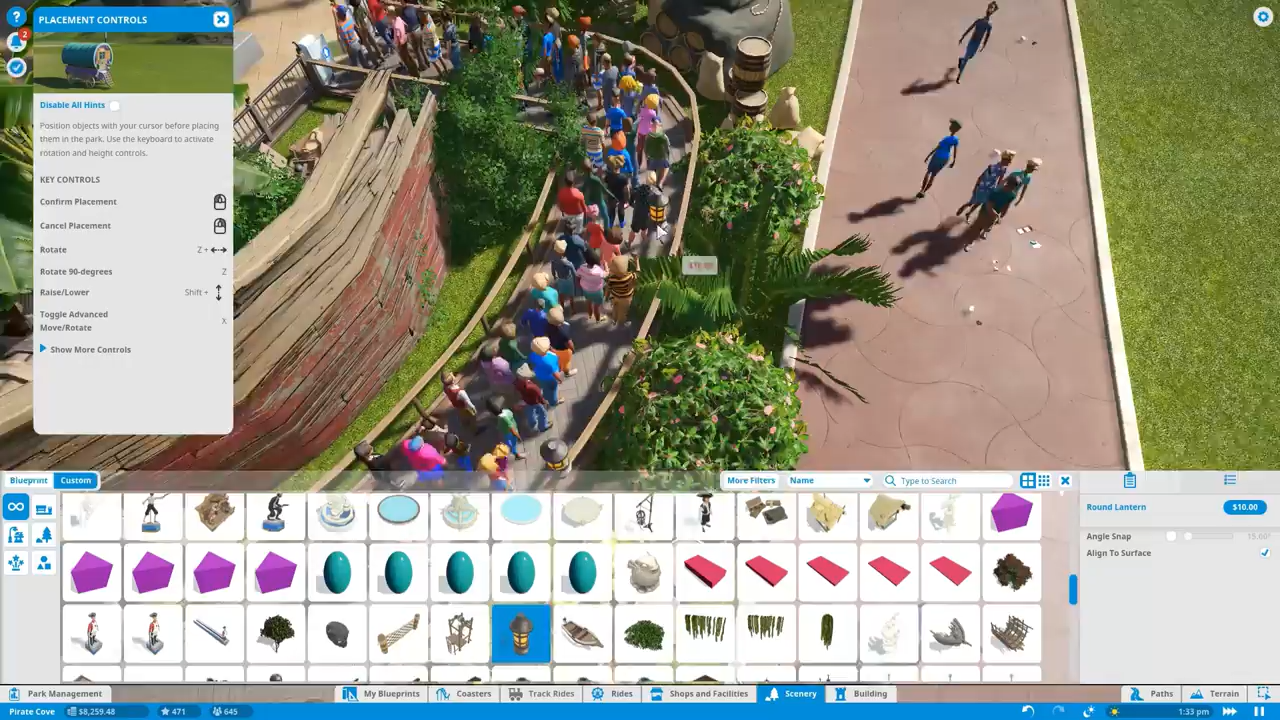 PLACEMENT CONTROLS
2
Disable All Hints
Position objects with your cursor before placing
them in the park. Use the keyboard to activate
rotation and height controls.
KEY CONTROLS
Confirm Placement
Cancel Placement
Rotate Z +
Rotate 90-degrees Z
Raise/Lower Shift +
Toggle Advanced
Move/Rotate X
Show More Controls
Blueprint Custom More Filters Name Type to Search
Round Lantern $10.00
Angle Snap
Align To Surface
Park Management My Blueprints Coasters Track Rides Rides Shops and Facilities Scenery Building Paths Terrain
Pirate Cove $8,259.48 471 645 1:33 pm